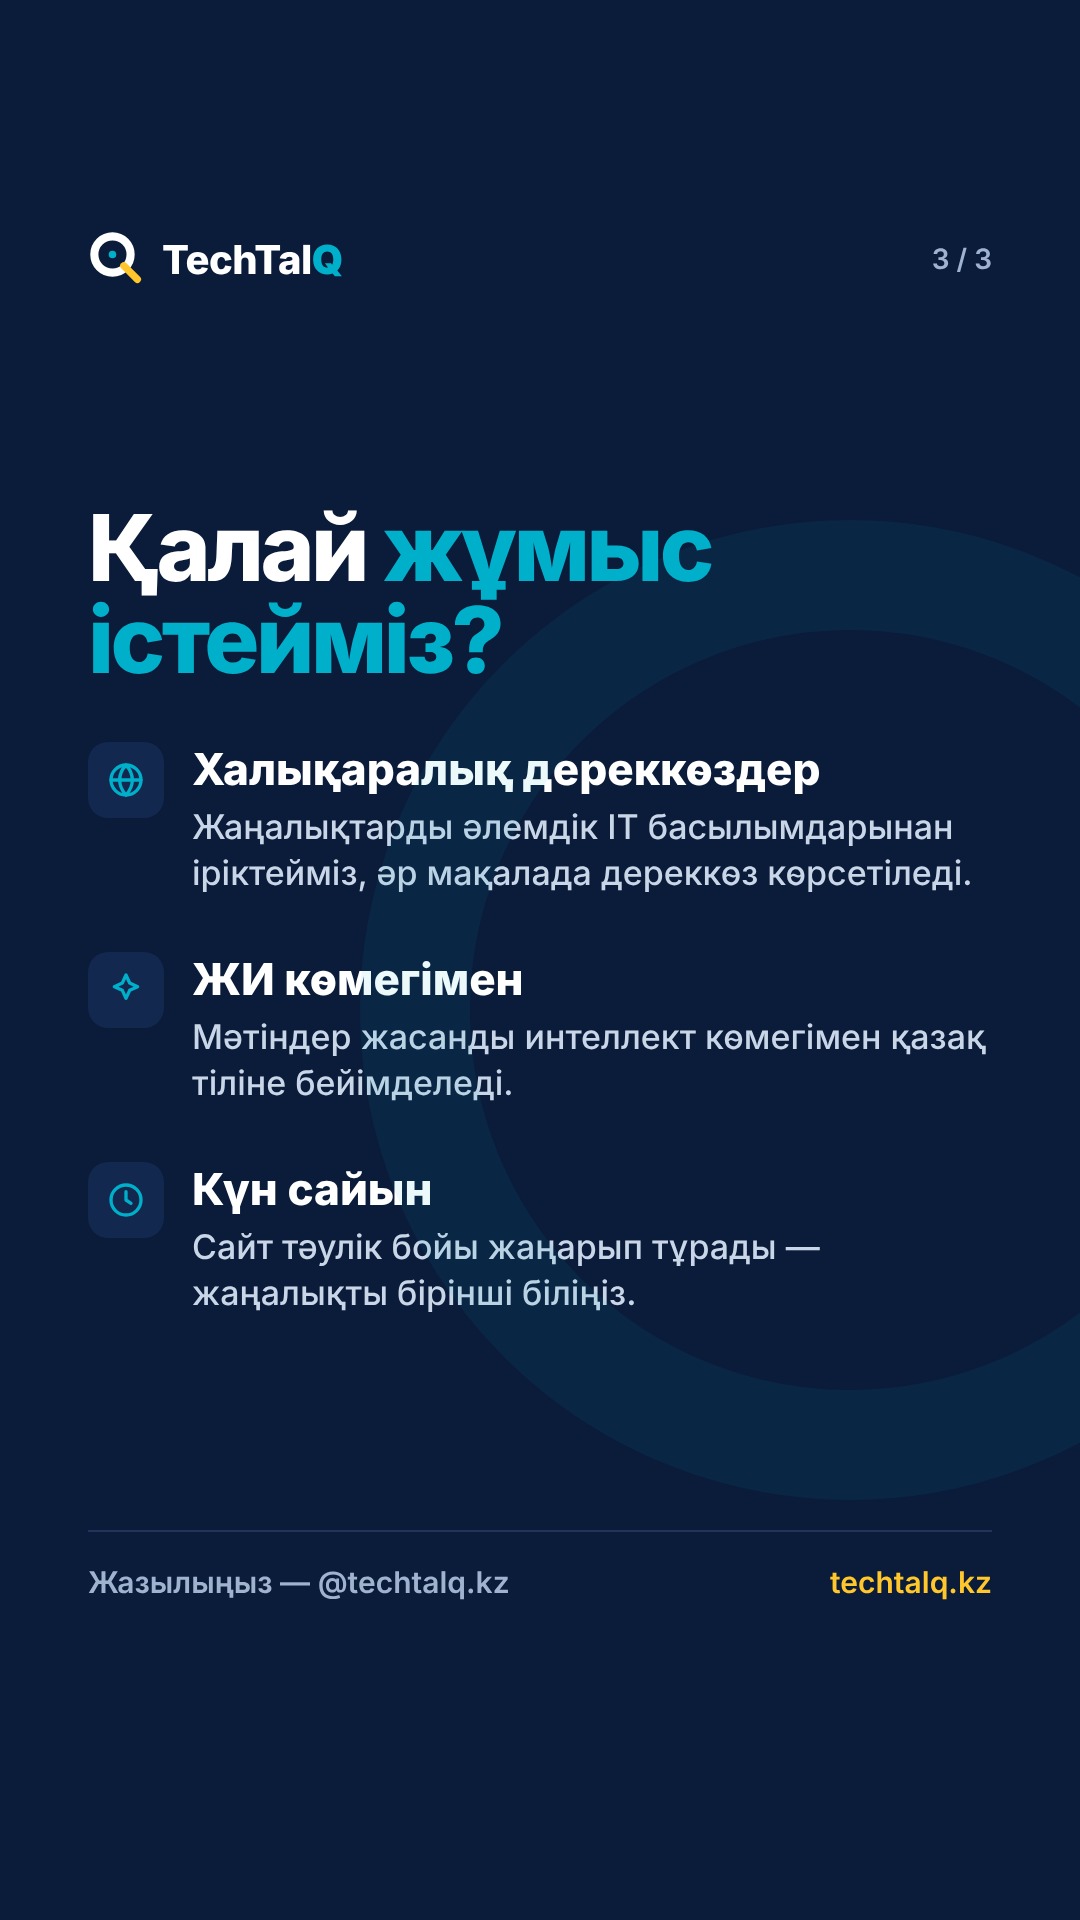 TechTalQ
3 / 3
Қалай жұмыс
істейміз?
Халықаралық дереккөздер
Жаңалықтарды әлемдік IT басылымдарынан
іріктейміз, әр мақалада дереккөз көрсетіледі.
ЖИ көмегімен
Мәтіндер жасанды интеллект көмегімен қазақ
тіліне бейімделеді.
Күн сайын
Сайт тәулік бойы жаңарып тұрады —
жаңалықты бірінші біліңіз.
Жазылыңыз — @techtalq.kz
techtalq.kz